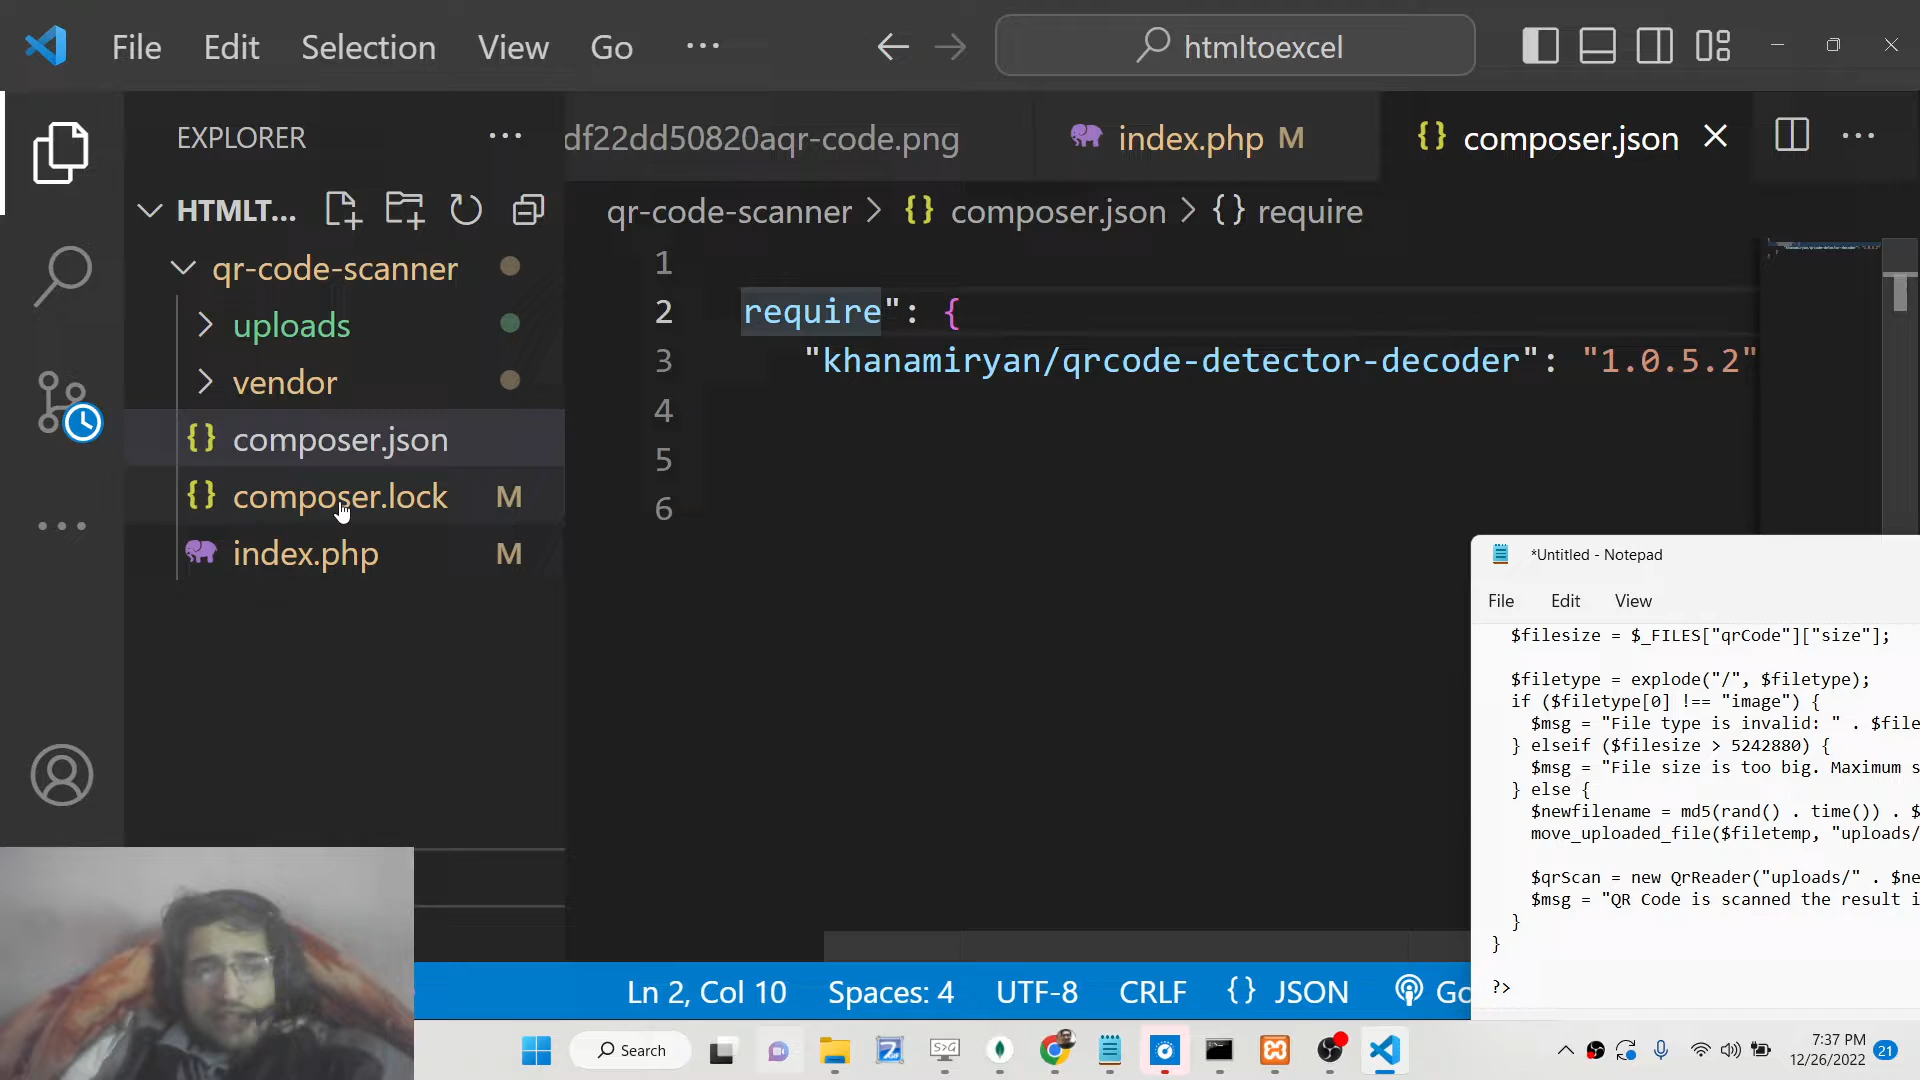 File Edit Selection View Go ···
htmltoexcel
EXPLORER
df22dd50820aqr-code.png
index.php M
composer.json
HTMLT...
qr-code-scanner > {} composer.json > {} require
qr-code-scanner
uploads
vendor
{} composer.json
{} composer.lock M
index.php M
1
2 require": {
3 "khanamiryan/qrcode-detector-decoder": "1.0.5.2"
4
5
6
*Untitled - Notepad
File Edit View
$filesize = $_FILES["qrCode"]["size"];
$filetype = explode("/", $filetype);
if ($filetype[0] !== "image") {
$msg = "File type is invalid: " . $file
} elseif ($filesize > 5242880) {
$msg = "File size is too big. Maximum s
} else {
$newfilename = md5(rand() . time()) . $
move_uploaded_file($filetemp, "uploads/
$qrScan = new QrReader("uploads/" . $ne
$msg = "QR Code is scanned the result i
}
}
?>
Ln 2, Col 10 Spaces: 4 UTF-8 CRLF {} JSON Go
Search
7:37 PM
12/26/2022
21